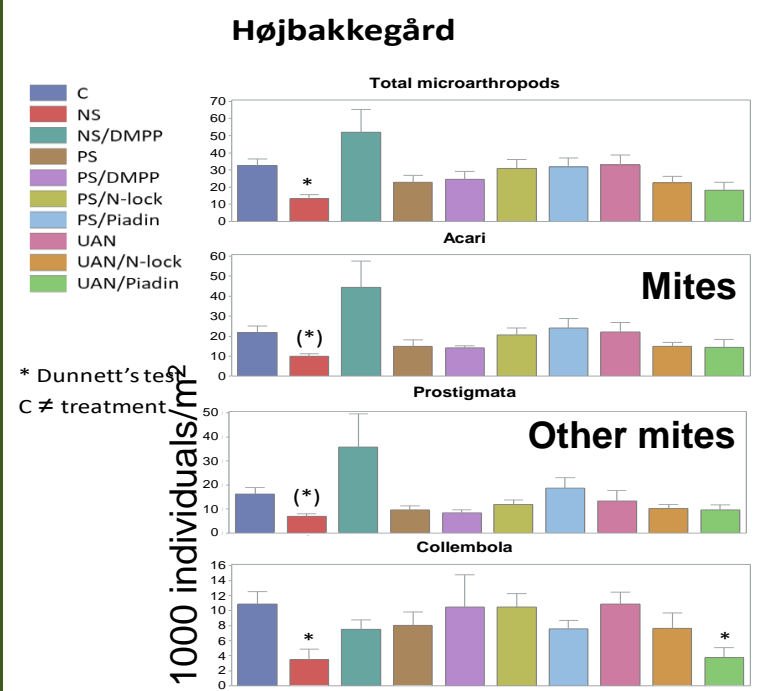 Højbakkegård
C
NS
NS/DMPP
PS
PS/DMPP
PS/N-lock
PS/Piadin
UAN
UAN/N-lock
UAN/Piadin
* Dunnett's test
C ≠ treatment
1000 individuals/m²
Total microarthropods
70
60
50
40
30
20
10
0
*
Acari
60
50
40
30
20
10
0
(*)
Mites
Prostigmata
50
40
30
20
10
0
(*)
Other mites
Collembola
16
14
12
10
8
6
4
2
0
*
*